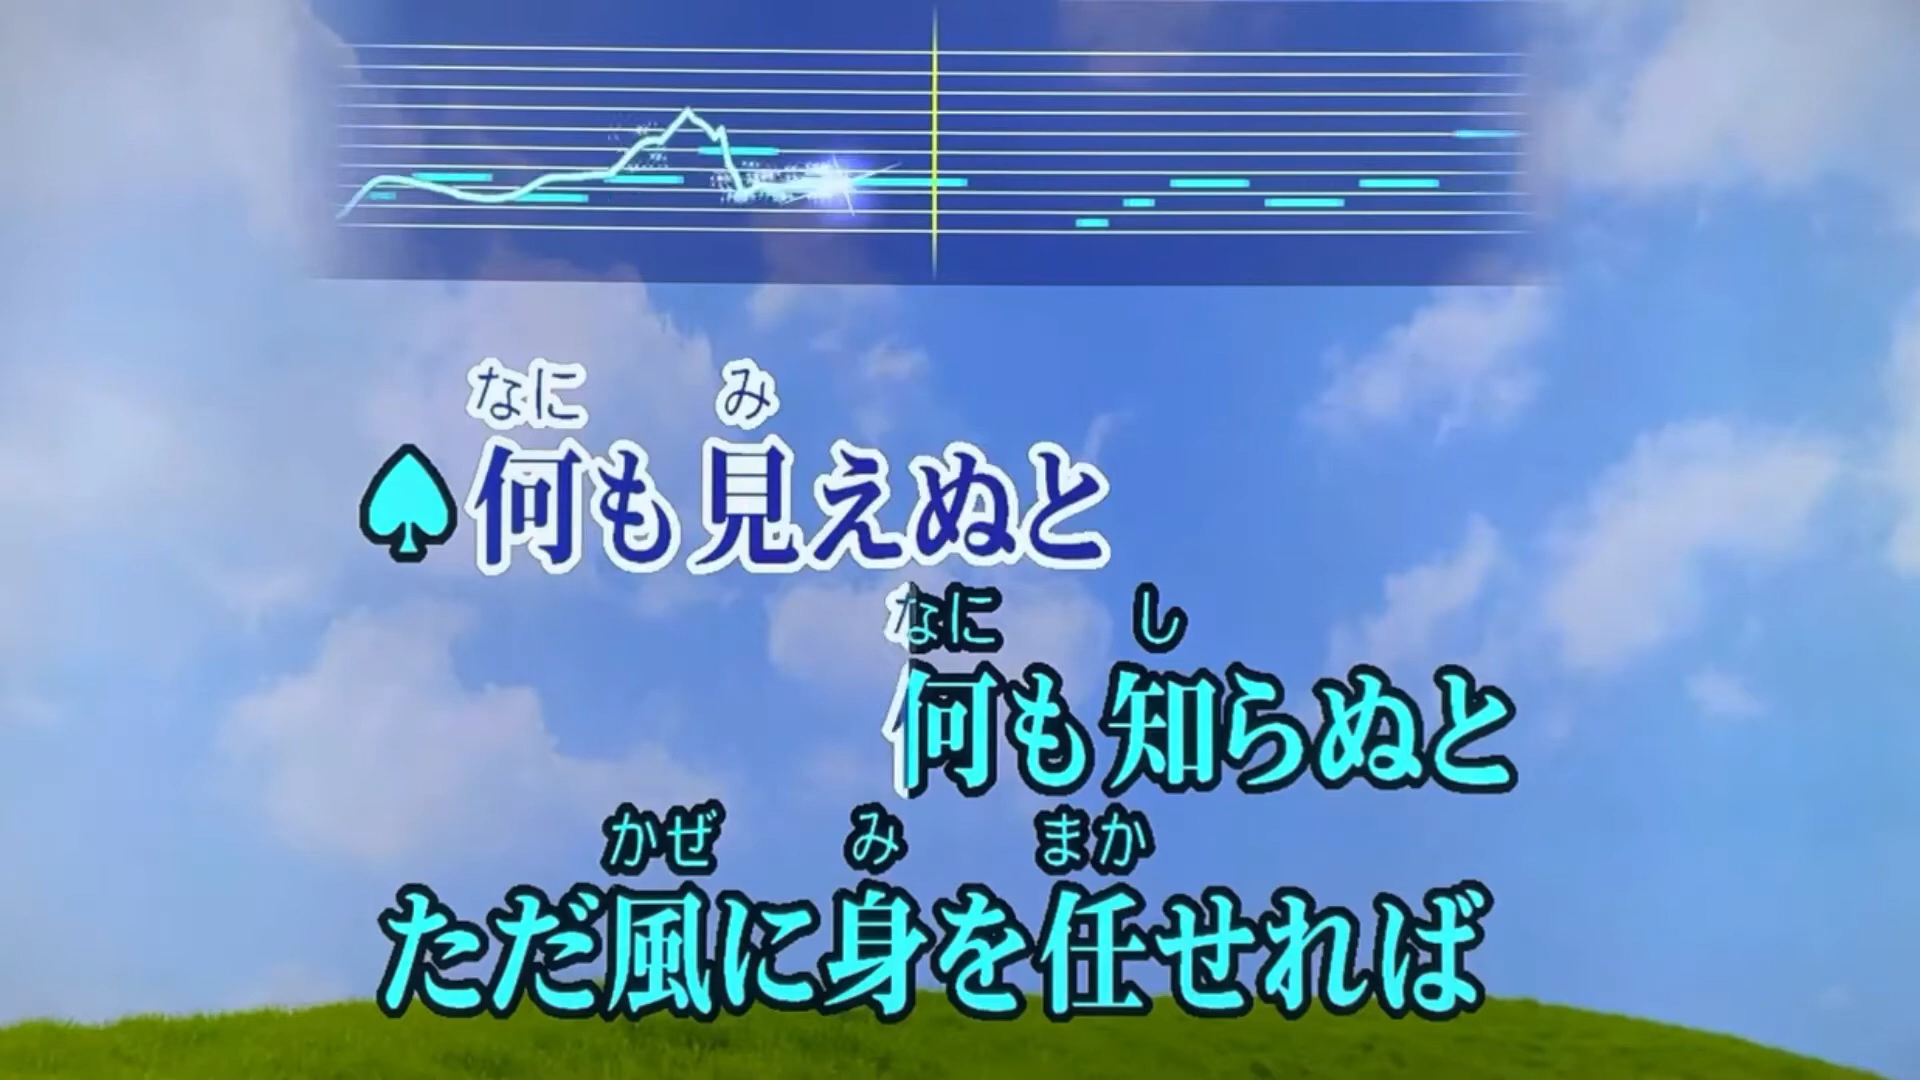 なに み
♠何も見えぬと
なに し
何も知らぬと
かぜ み まか
ただ風に身を任せれば